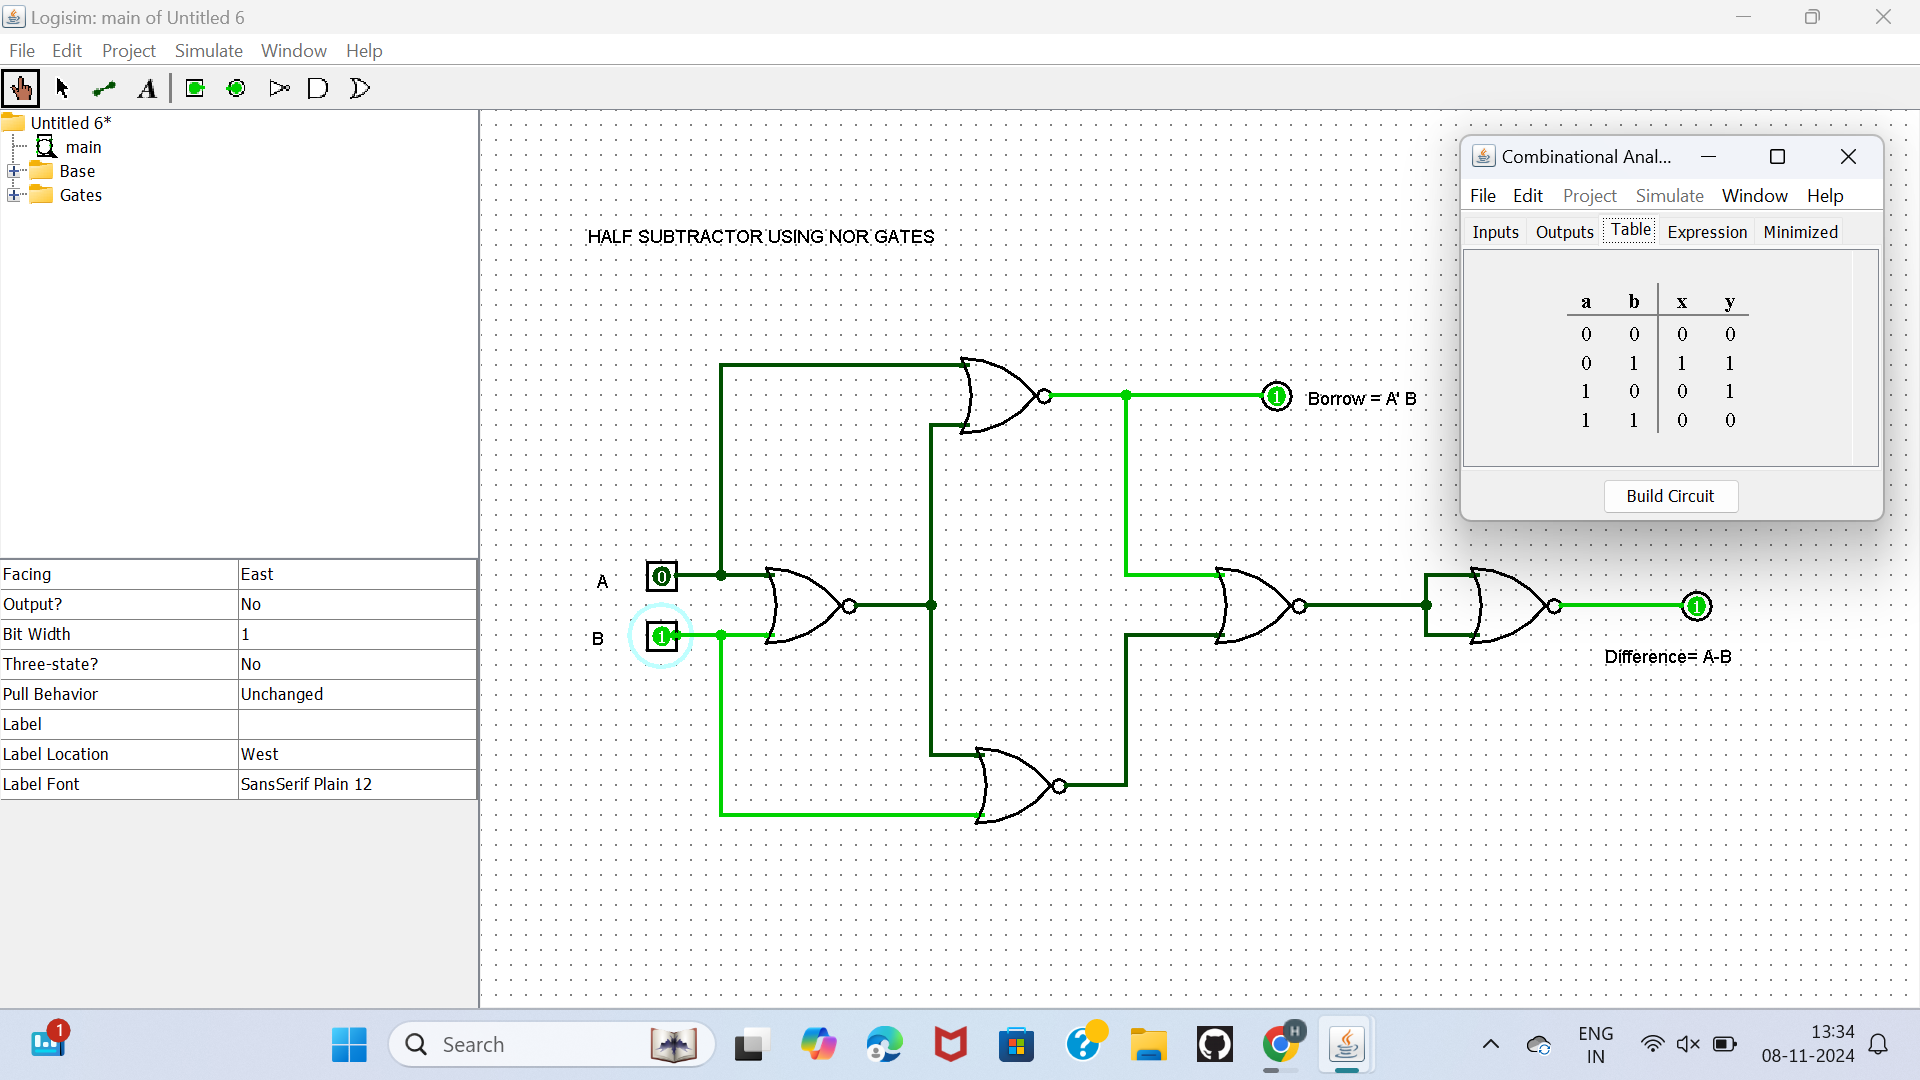 Logisim: main of Untitled 6
File Edit Project Simulate Window Help
A
Untitled 6*
main
Base
Gates
Facing East
Output? No
Bit Width 1
Three-state? No
Pull Behavior Unchanged
Label
Label Location West
Label Font SansSerif Plain 12
HALF SUBTRACTOR USING NOR GATES
1 Borrow = A' B
A 0
B 1
1
Difference= A-B
Combinational Anal...
File Edit Project Simulate Window Help
Inputs Outputs Table Expression Minimized
a b x y
0 0 0 0
0 1 1 1
1 0 0 1
1 1 0 0
Build Circuit
1
Search
H
ENG
IN
13:34
08-11-2024